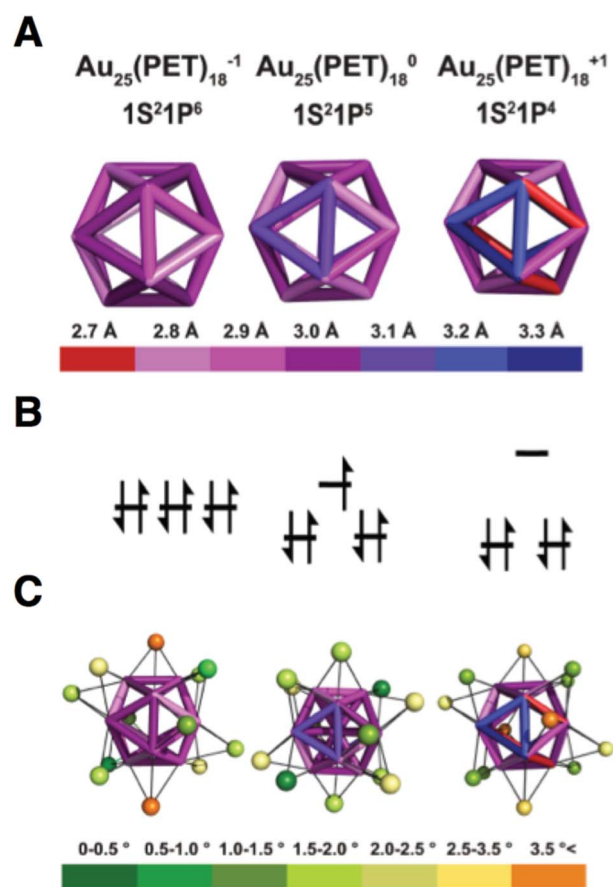 A
Au₂₅(PET)₁₈⁻¹ Au₂₅(PET)₁₈⁰ Au₂₅(PET)₁₈⁺¹
1S²1P⁶ 1S²1P⁵ 1S²1P⁴
2.7 Å 2.8 Å 2.9 Å 3.0 Å 3.1 Å 3.2 Å 3.3 Å
B
C
0-0.5 ° 0.5-1.0 ° 1.0-1.5 ° 1.5-2.0 ° 2.0-2.5 ° 2.5-3.5 ° 3.5 °<